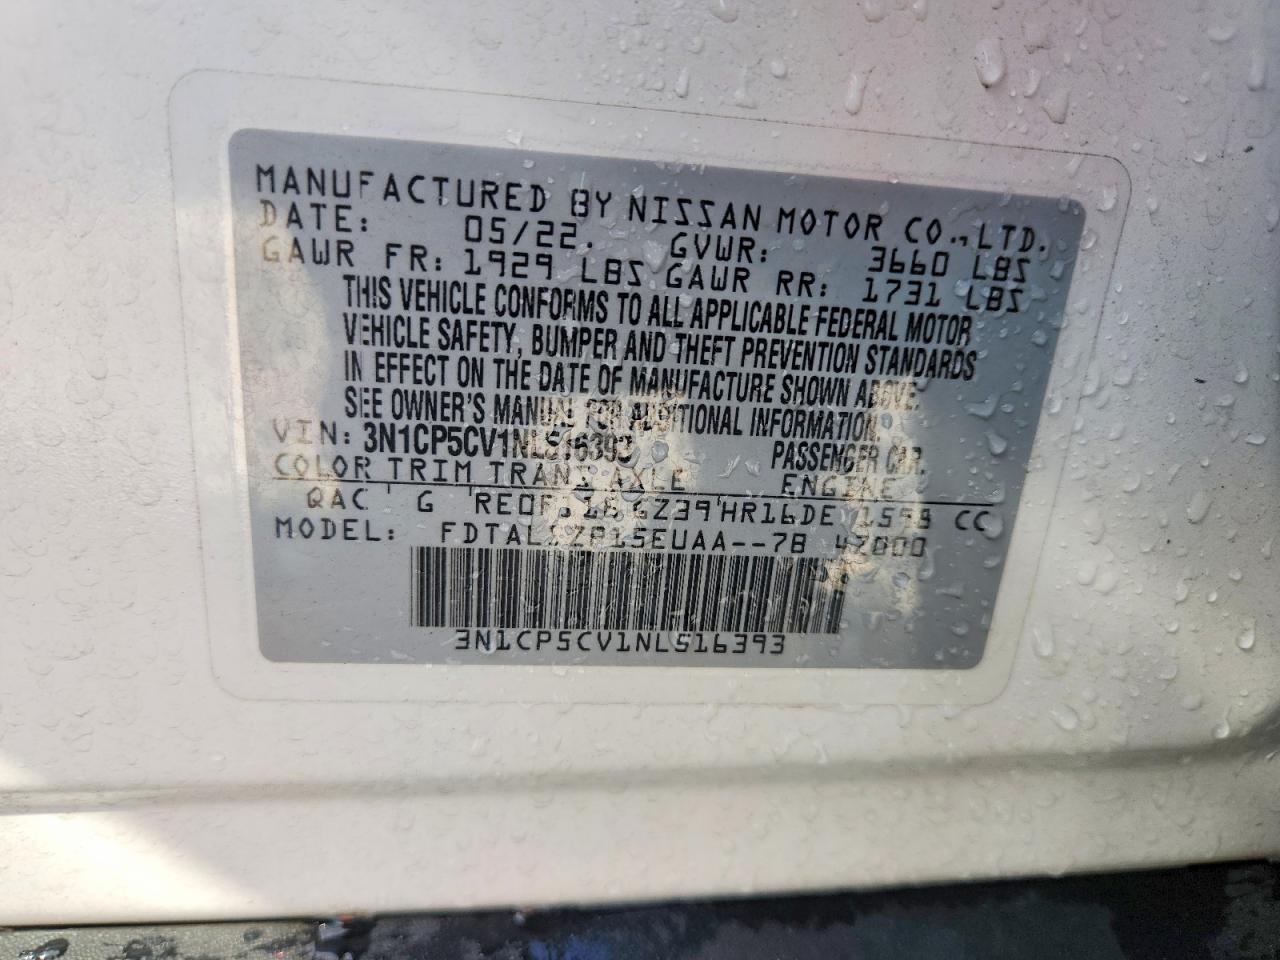 MANUFACTURED BY NISSAN MOTOR CO., LTD.
DATE: 05/22. GVWR: 3660 LBS
GAWR FR: 1929 LBS GAWR RR: 1731 LBS
THIS VEHICLE CONFORMS TO ALL APPLICABLE FEDERAL MOTOR
VEHICLE SAFETY, BUMPER AND THEFT PREVENTION STANDARDS
IN EFFECT ON THE DATE OF MANUFACTURE SHOWN ABOVE.
SEE OWNER'S MANUAL FOR ADDITIONAL INFORMATION.
VIN: 3N1CP5CV1NL516393 PASSENGER CAR.
COLOR TRIM TRANS AXLE ENGINE
QAC G HR16DE 1598 CC
MODEL: 
3N1CP5CV1NL516393